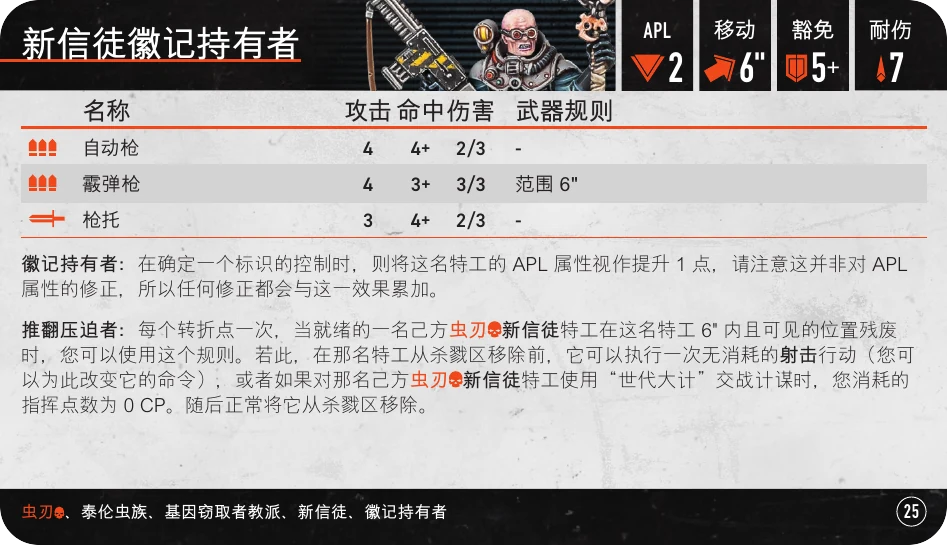 新信徒徽记持有者
APL 移动 豁免 耐伤
2 6" 5+ 7
名称 攻击 命中 伤害 武器规则
自动枪 4 4+ 2/3 -
霰弹枪 4 3+ 3/3 范围 6"
枪托 3 4+ 2/3 -
徽记持有者：在确定一个标识的控制时，则将这名特工的 APL 属性视作提升 1 点，请注意这并非对 APL
属性的修正，所以任何修正都会与这一效果累加。
推翻压迫者：每个转折点一次，当就绪的一名己方虫刃新信徒特工在这名特工 6" 内且可见的位置残废
时，您可以使用这个规则。若此，在那名特工从杀戮区移除前，它可以执行一次无消耗的射击行动（您可
以为此改变它的命令），或者如果对那名己方虫刃新信徒特工使用“世代大计”交战计谋时，您消耗的
指挥点数为 0 CP。随后正常将它从杀戮区移除。
虫刃、泰伦虫族、基因窃取者教派、新信徒、徽记持有者
25